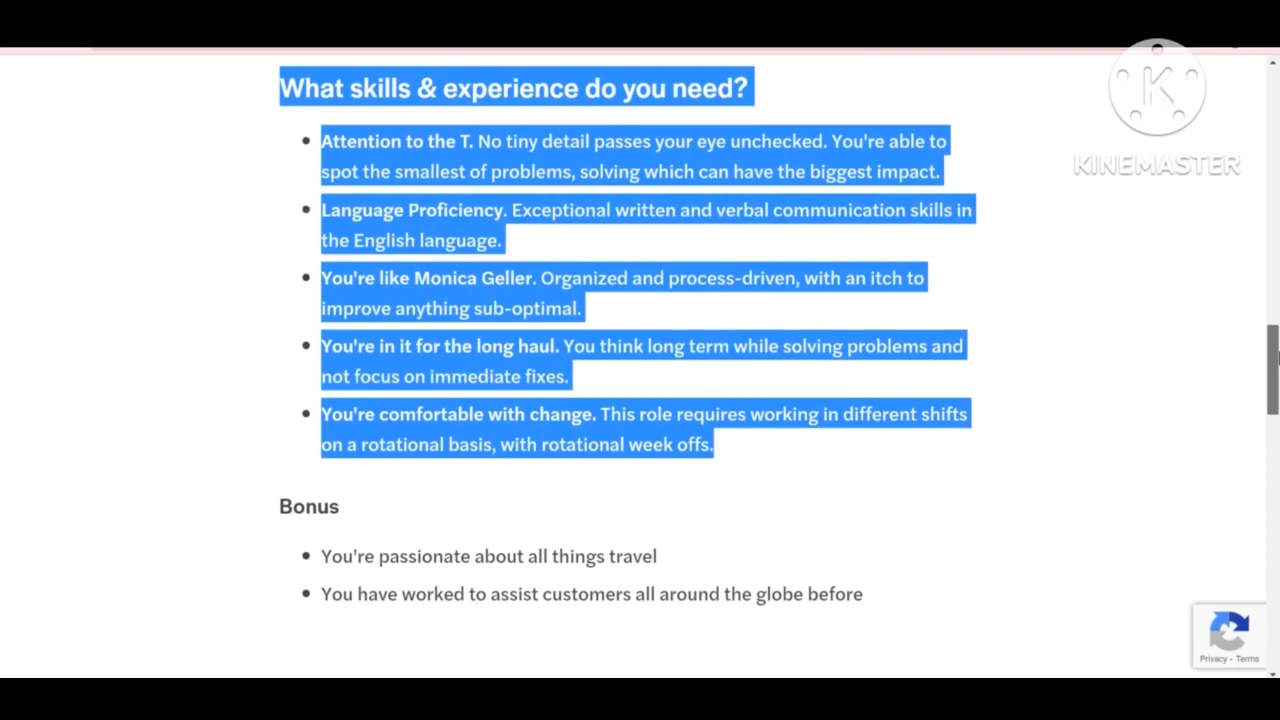 What skills & experience do you need?
K
KINEMASTER
Attention to the T. No tiny detail passes your eye unchecked. You're able to
spot the smallest of problems, solving which can have the biggest impact.
Language Proficiency. Exceptional written and verbal communication skills in
the English language.
You're like Monica Geller. Organized and process-driven, with an itch to
improve anything sub-optimal.
You're in it for the long haul. You think long term while solving problems and
not focus on immediate fixes.
You're comfortable with change. This role requires working in different shifts
on a rotational basis, with rotational week offs.
Bonus
You're passionate about all things travel
You have worked to assist customers all around the globe before
Privacy - Terms